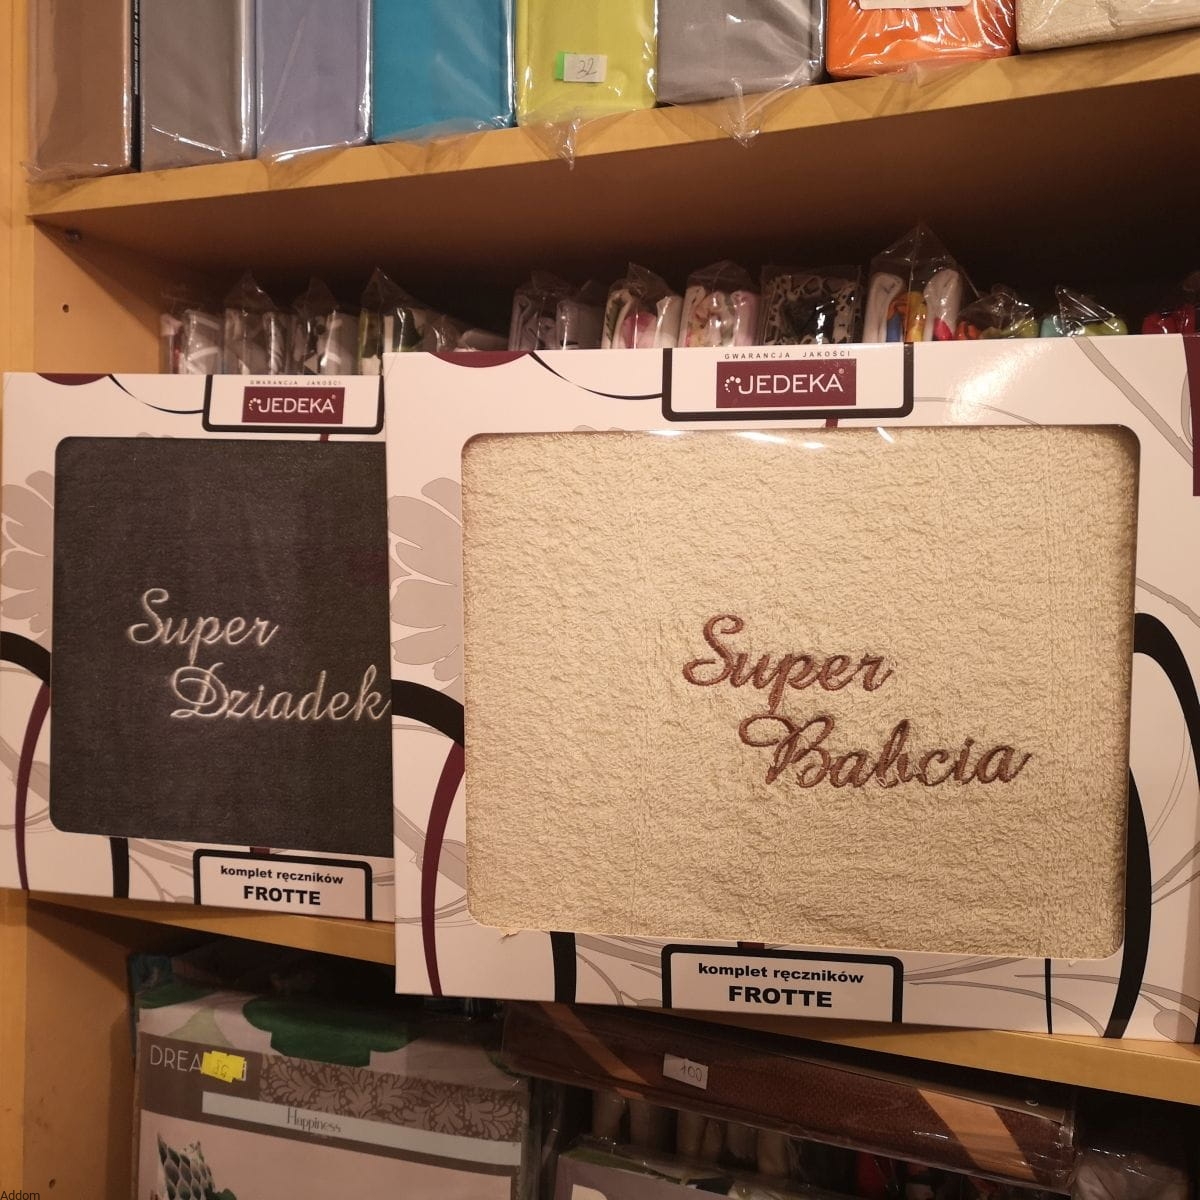 32
GWARANCJA JAKOŚCI
JEDEKA®
Super
Dziadek
komplet ręczników
FROTTE
GWARANCJA JAKOŚCI
JEDEKA®
Super
Babcia
komplet ręczników
FROTTE
100
Happiness
Addom